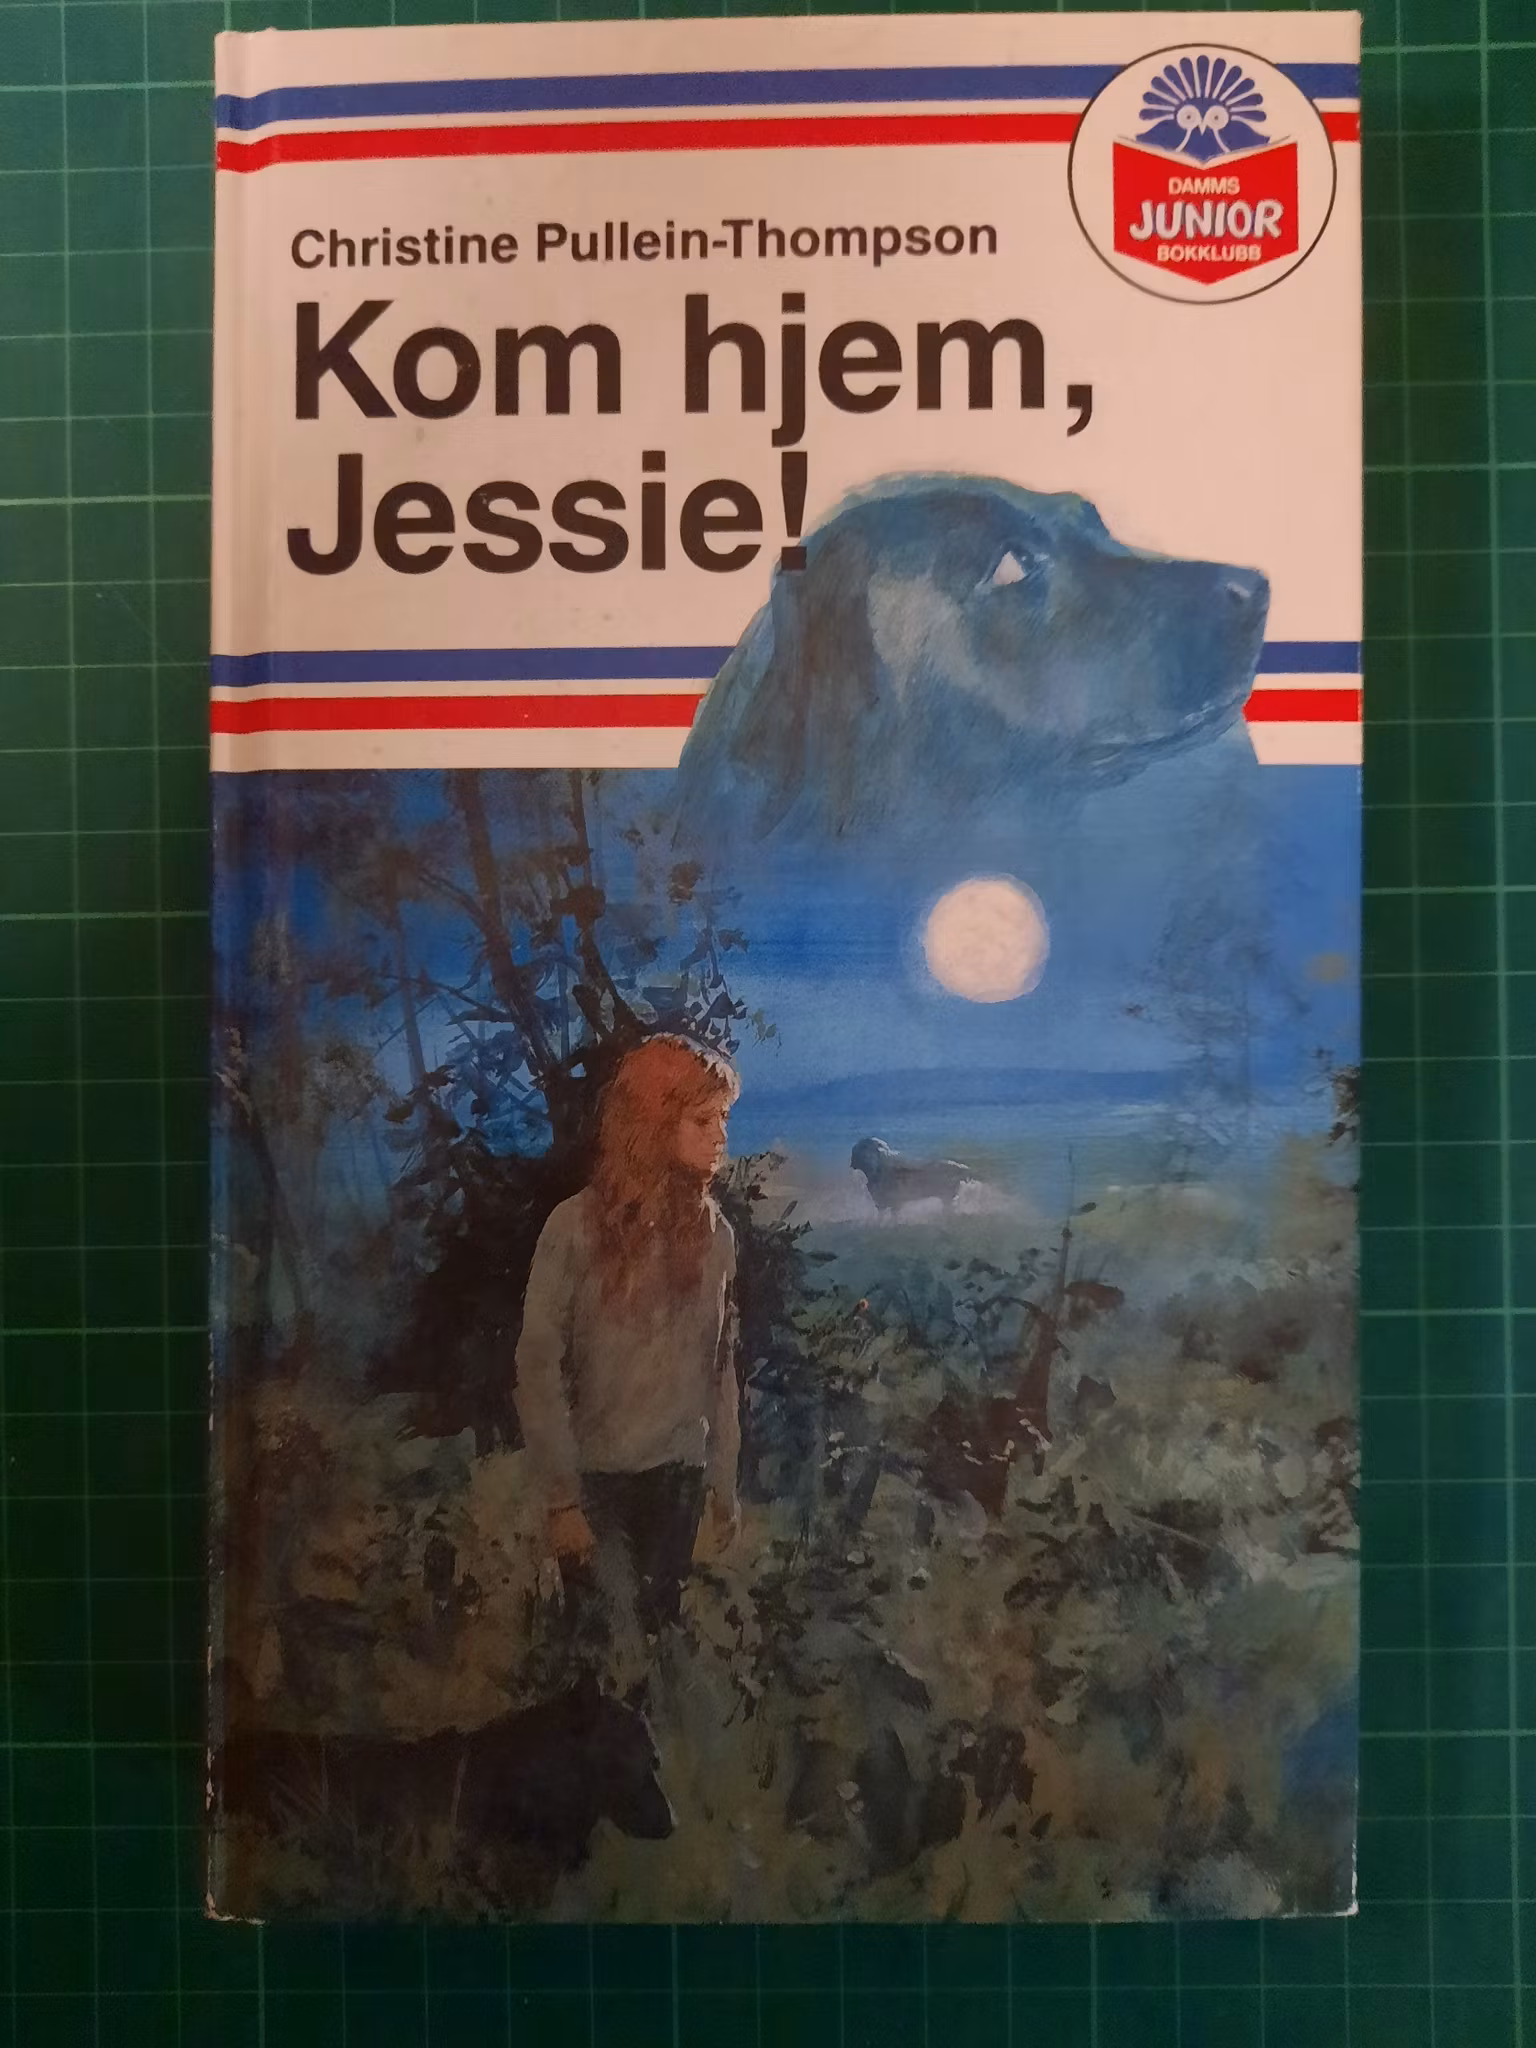 DAMMS
JUNIOR
BOKKLUBB
Christine Pullein-Thompson
Kom hjem,
Jessie!